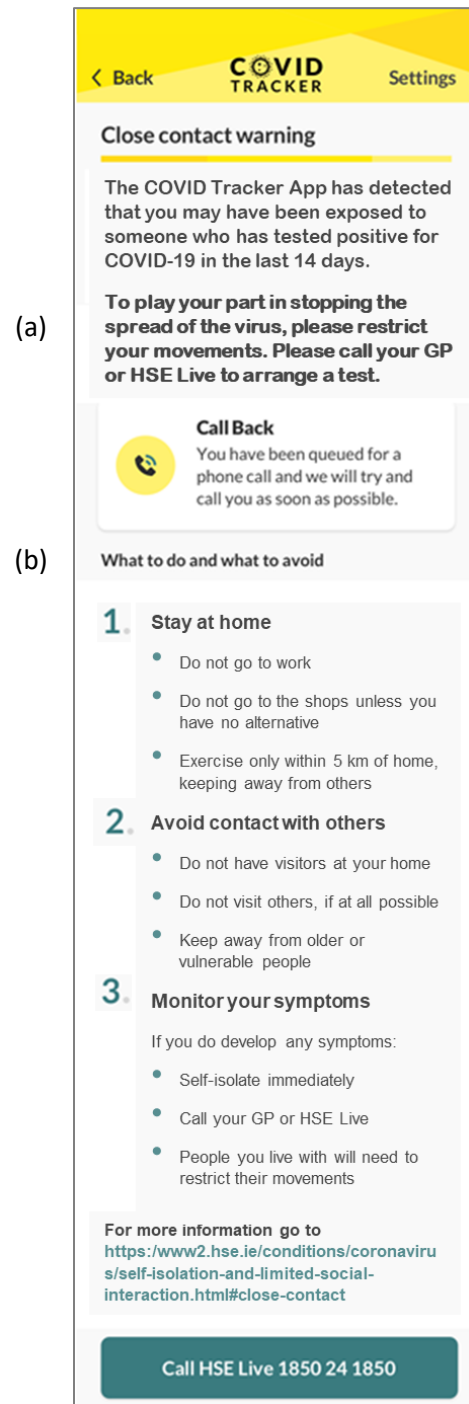 < Back
COVID
TRACKER
Settings
Close contact warning
The COVID Tracker App has detected
that you may have been exposed to
someone who has tested positive for
COVID-19 in the last 14 days.
(a)
To play your part in stopping the
spread of the virus, please restrict
your movements. Please call your GP
or HSE Live to arrange a test.
Call Back
You have been queued for a
phone call and we will try and
call you as soon as possible.
(b)
What to do and what to avoid
1. Stay at home
• Do not go to work
• Do not go to the shops unless you
have no alternative
• Exercise only within 5 km of home,
keeping away from others
2. Avoid contact with others
• Do not have visitors at your home
• Do not visit others, if at all possible
• Keep away from older or
vulnerable people
3. Monitor your symptoms
If you do develop any symptoms:
• Self-isolate immediately
• Call your GP or HSE Live
• People you live with will need to
restrict their movements
For more information go to
https:/www2.hse.ie/conditions/coronaviru
s/self-isolation-and-limited-social-
interaction.html#close-contact
Call HSE Live 1850 24 1850